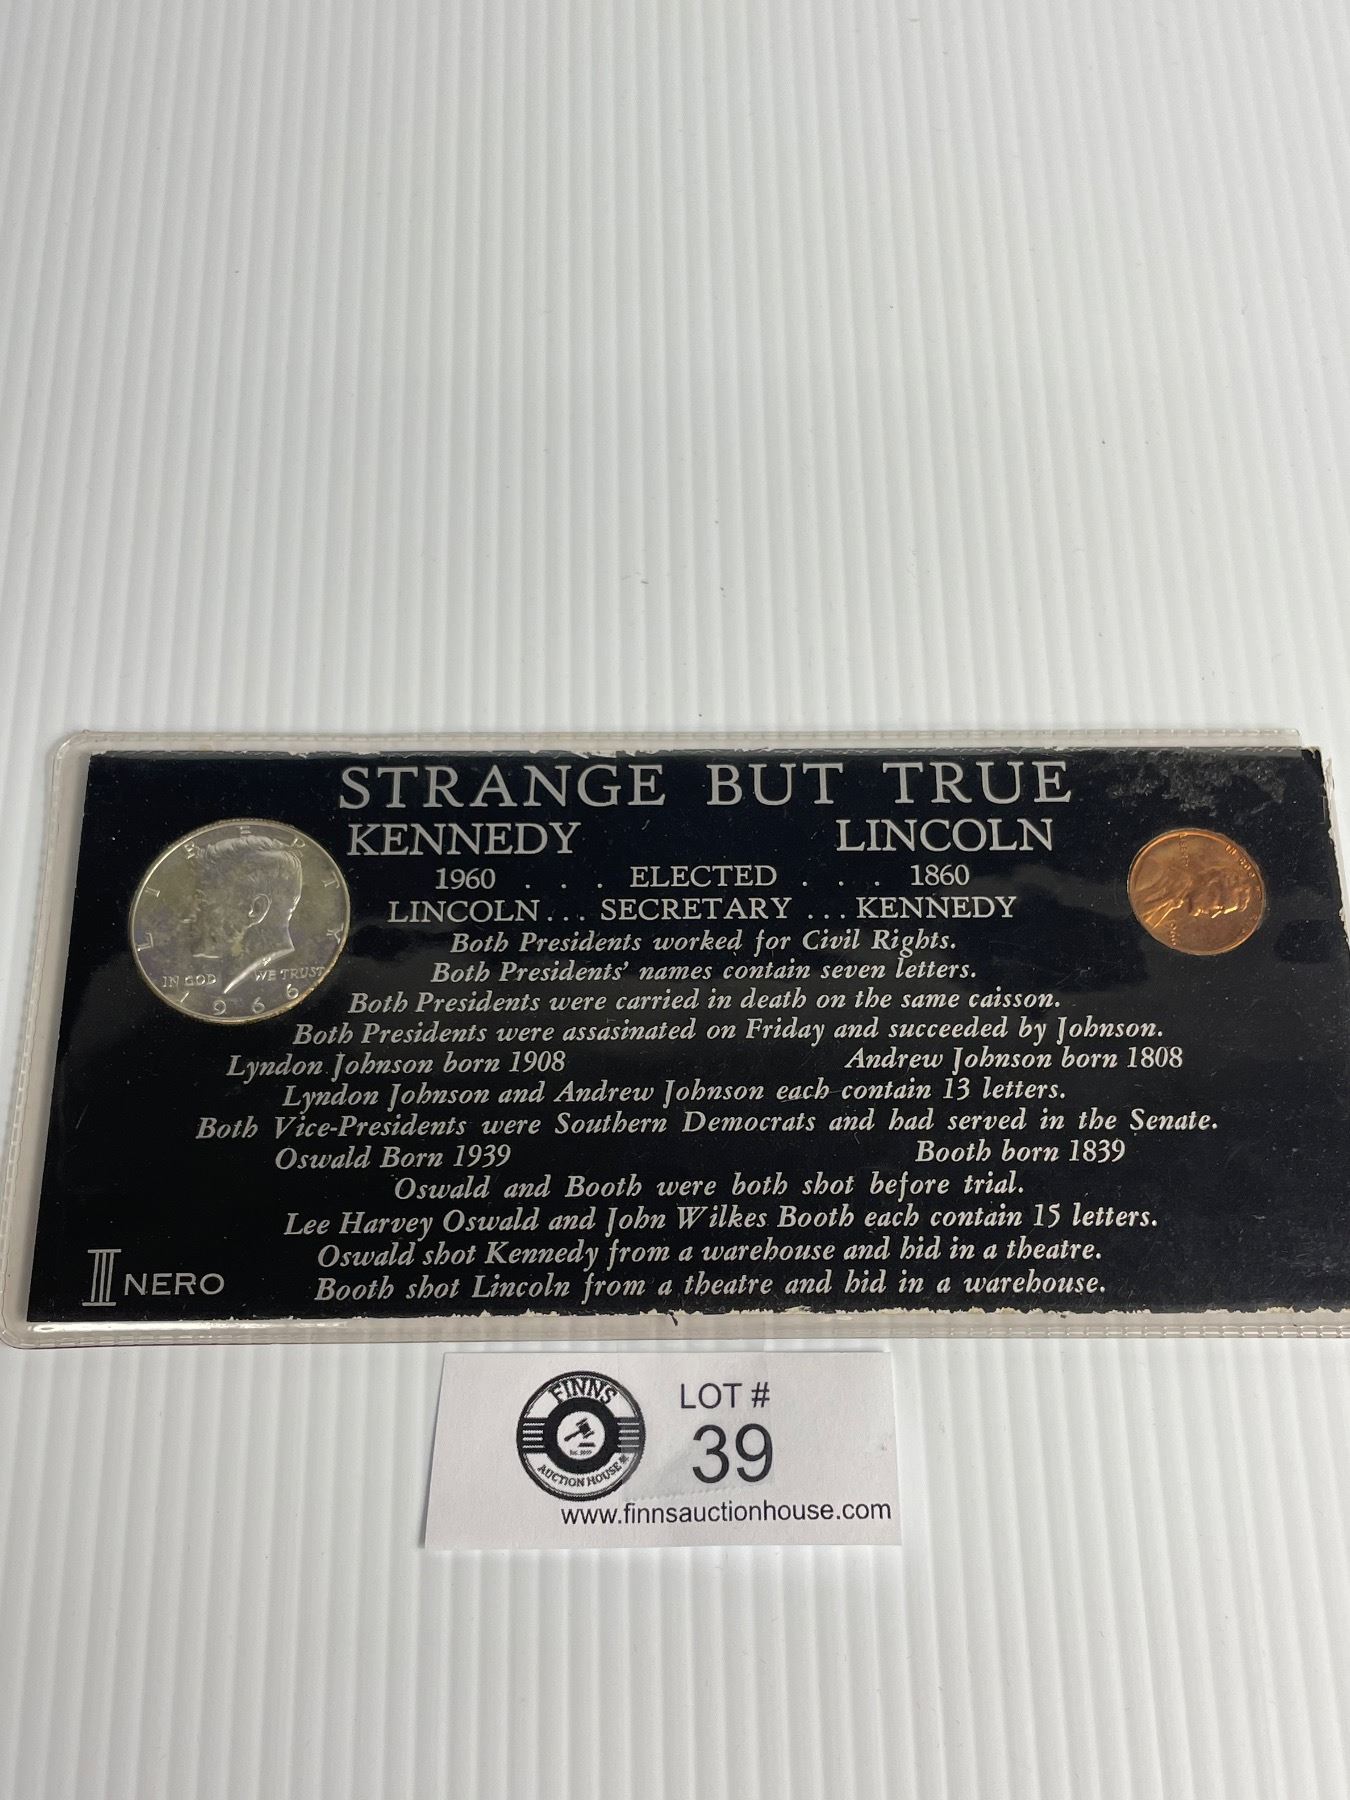 STRANGE BUT TRUE
KENNEDY LINCOLN
1960 . . . ELECTED . . . 1860
LINCOLN... SECRETARY ...KENNEDY
Both Presidents worked for Civil Rights.
Both Presidents' names contain seven letters.
Both Presidents were carried in death on the same caisson.
Both Presidents were assasinated on Friday and succeeded by Johnson.
Lyndon Johnson born 1908 Andrew Johnson born 1808
Lyndon Johnson and Andrew Johnson each contain 13 letters.
Both Vice-Presidents were Southern Democrats and had served in the Senate.
Oswald Born 1939 Booth born 1839
Oswald and Booth were both shot before trial.
Lee Harvey Oswald and John Wilkes Booth each contain 15 letters.
Oswald shot Kennedy from a warehouse and hid in a theatre.
Booth shot Lincoln from a theatre and hid in a warehouse.
NERO
LIBERTY
IN GOD WE TRUST
1966
FINNS
AUCTION HOUSE
LOT #
39
www.finnsauctionhouse.com